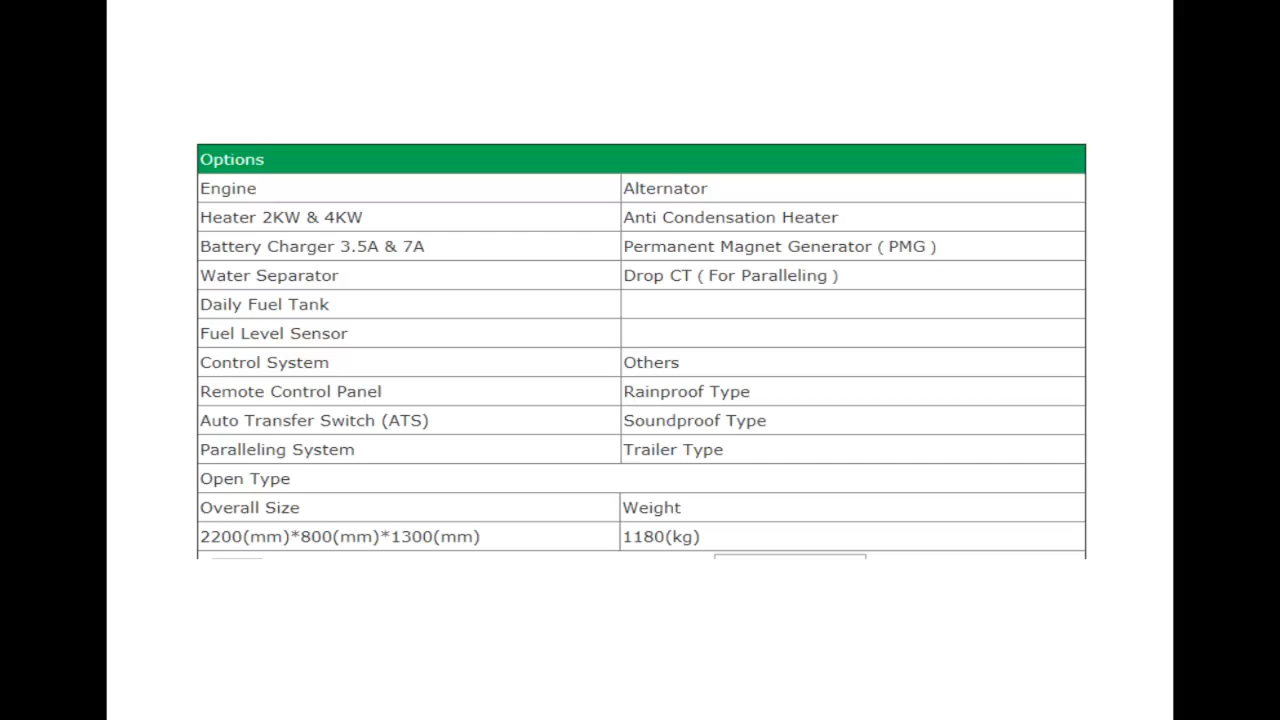 Options
Engine Alternator
Heater 2KW & 4KW Anti Condensation Heater
Battery Charger 3.5A & 7A Permanent Magnet Generator ( PMG )
Water Separator Drop CT ( For Paralleling )
Daily Fuel Tank
Fuel Level Sensor
Control System Others
Remote Control Panel Rainproof Type
Auto Transfer Switch (ATS) Soundproof Type
Paralleling System Trailer Type
Open Type
Overall Size Weight
2200(mm)*800(mm)*1300(mm) 1180(kg)